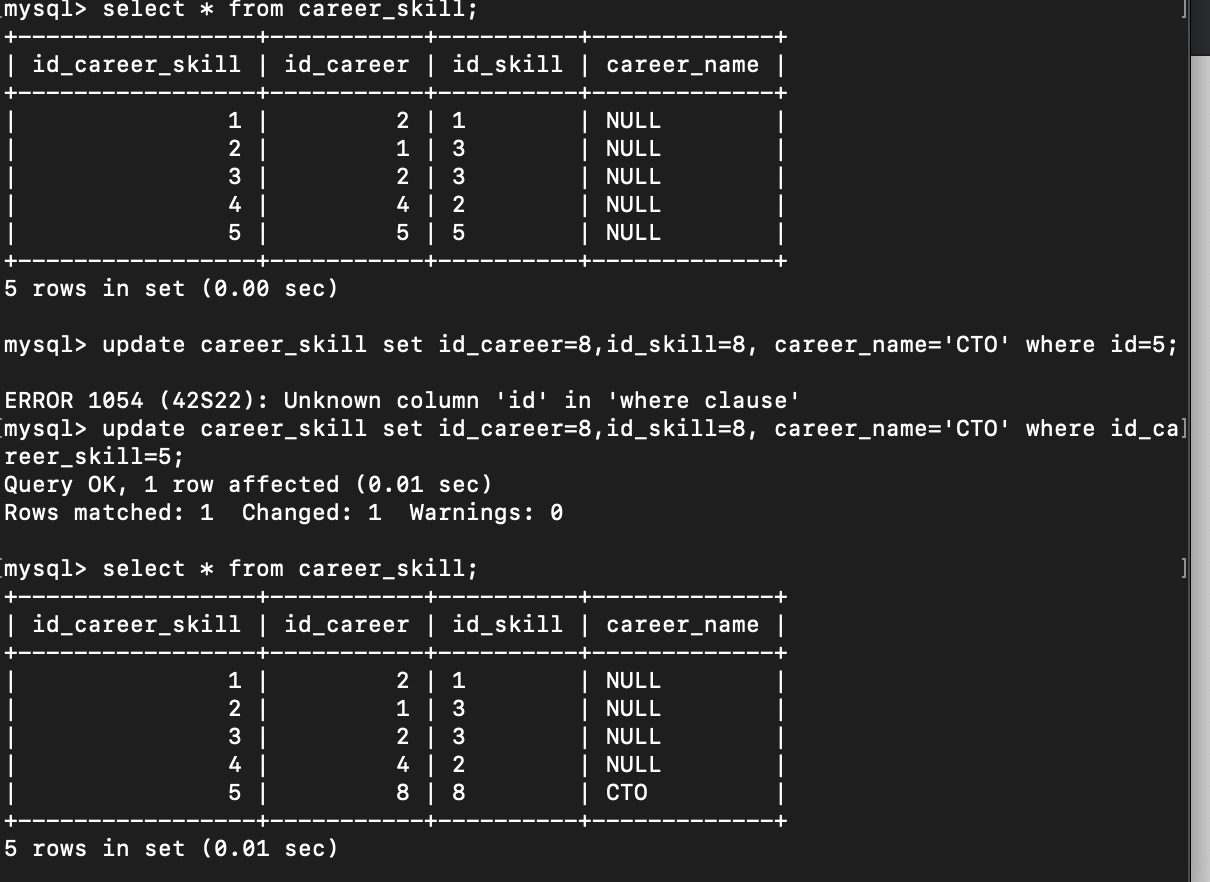 mysql> select * from career_skill;
+-----------------+-----------+----------+-------------+
| id_career_skill | id_career | id_skill | career_name |
+-----------------+-----------+----------+-------------+
|               1 |         2 | 1        | NULL        |
|               2 |         1 | 3        | NULL        |
|               3 |         2 | 3        | NULL        |
|               4 |         4 | 2        | NULL        |
|               5 |         5 | 5        | NULL        |
+-----------------+-----------+----------+-------------+
5 rows in set (0.00 sec)

mysql> update career_skill set id_career=8,id_skill=8, career_name='CTO' where id=5;

ERROR 1054 (42S22): Unknown column 'id' in 'where clause'
mysql> update career_skill set id_career=8,id_skill=8, career_name='CTO' where id_ca
reer_skill=5;
Query OK, 1 row affected (0.01 sec)
Rows matched: 1  Changed: 1  Warnings: 0

mysql> select * from career_skill;
+-----------------+-----------+----------+-------------+
| id_career_skill | id_career | id_skill | career_name |
+-----------------+-----------+----------+-------------+
|               1 |         2 | 1        | NULL        |
|               2 |         1 | 3        | NULL        |
|               3 |         2 | 3        | NULL        |
|               4 |         4 | 2        | NULL        |
|               5 |         8 | 8        | CTO         |
+-----------------+-----------+----------+-------------+
5 rows in set (0.01 sec)